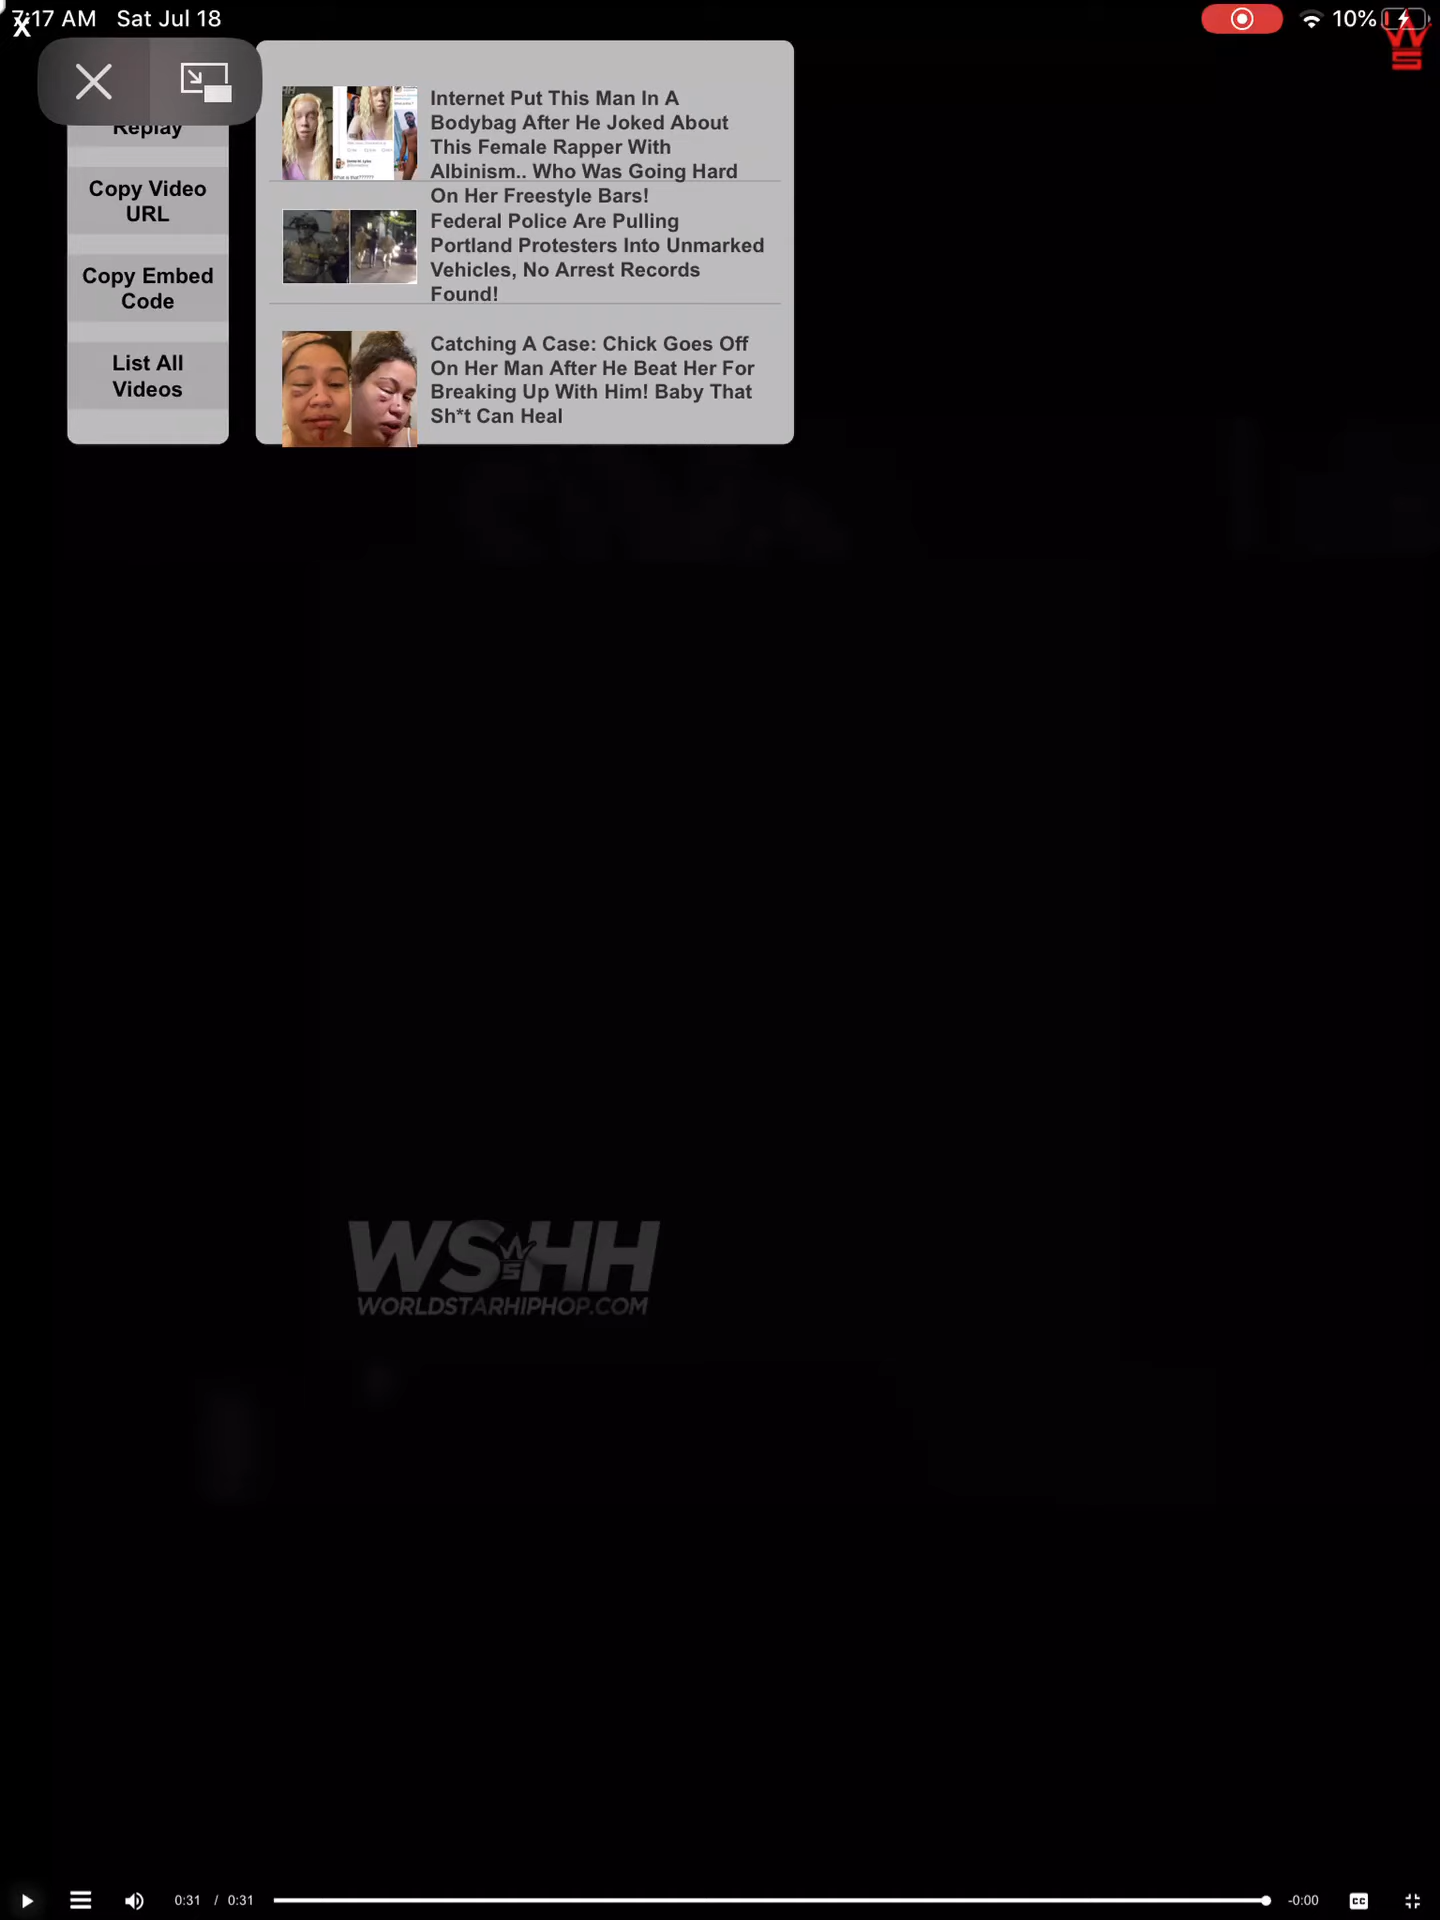 7:17 AM Sat Jul 18
X
10%
Replay
Copy Video
URL
Copy Embed
Code
List All
Videos
Internet Put This Man In A
Bodybag After He Joked About
This Female Rapper With
Albinism.. Who Was Going Hard
On Her Freestyle Bars!
Federal Police Are Pulling
Portland Protesters Into Unmarked
Vehicles, No Arrest Records
Found!
Catching A Case: Chick Goes Off
On Her Man After He Beat Her For
Breaking Up With Him! Baby That
Sh*t Can Heal
WSHH
WORLDSTARHIPHOP.COM
0:31 / 0:31
-0:00
CC